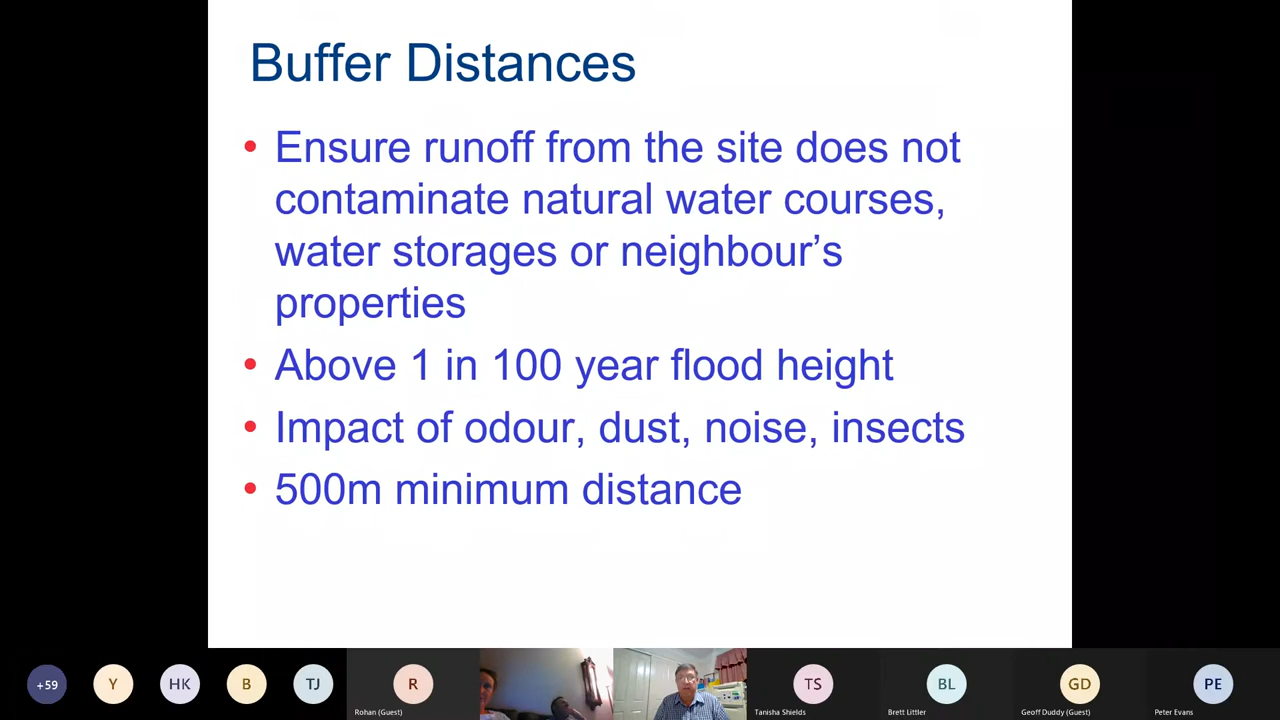 Buffer Distances
• Ensure runoff from the site does not
contaminate natural water courses,
water storages or neighbour’s
properties
• Above 1 in 100 year flood height
• Impact of odour, dust, noise, insects
• 500m minimum distance
+59
Y
HK
B
TJ
R
TS
BL
GD
PE
Rohan (Guest)
Tanisha Shields
Brett Littler
Geoff Duddy (Guest)
Peter Evans